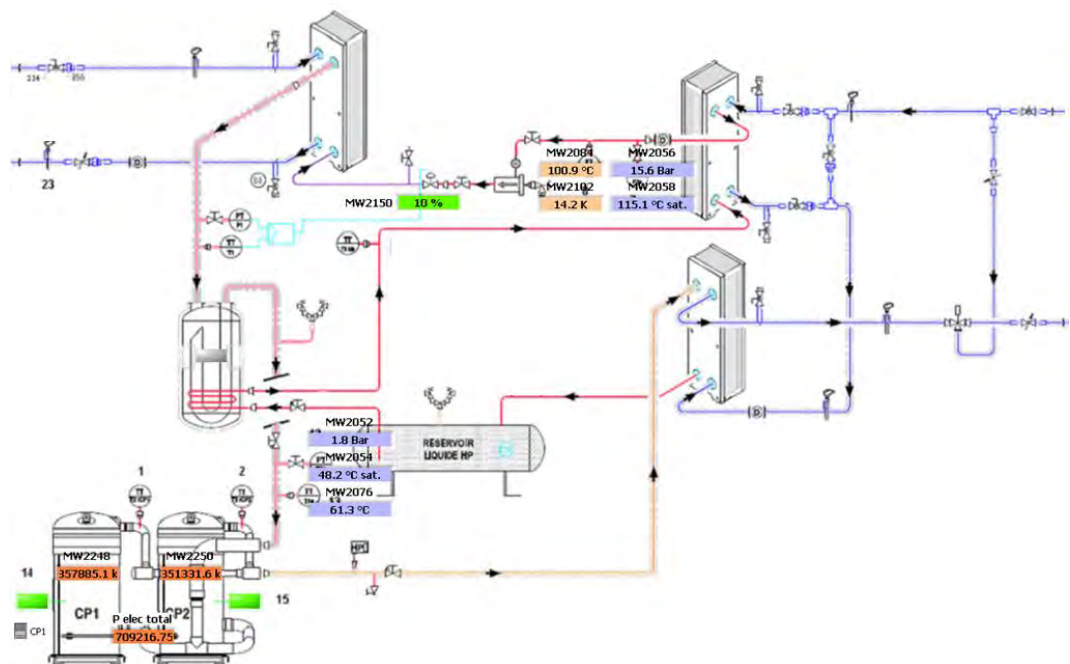 23
MW2084
MW2056
100.9 °C
15.6 Bar
MW2102
MW2058
MW2150
10 %
14.2 K
115.1 °C sat.
MW2052
1.8 Bar
RESERVOIR
LIQUIDE HP
MW2054
48.2 °C sat.
MW2076
61.3 °C
13
1
2
HP
MW2248
MW2250
14
357885.1 k
351331.6 k
15
CP1
CP2
P elec total
CP1
709216.75